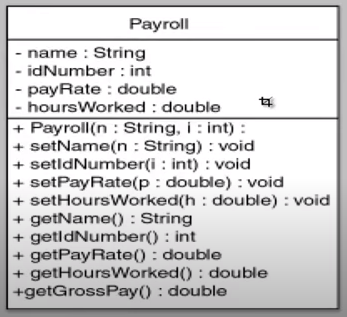 Payroll
- name : String
- idNumber : int
- payRate : double
- hoursWorked : double
+ Payroll(n : String, i : int) :
+ setName(n : String) : void
+ setIdNumber(i : int) : void
+ setPayRate(p : double) : void
+ setHoursWorked(h : double) : void
+ getName() : String
+ getIdNumber() : int
+ getPayRate() : double
+ getHoursWorked() : double
+getGrossPay() : double